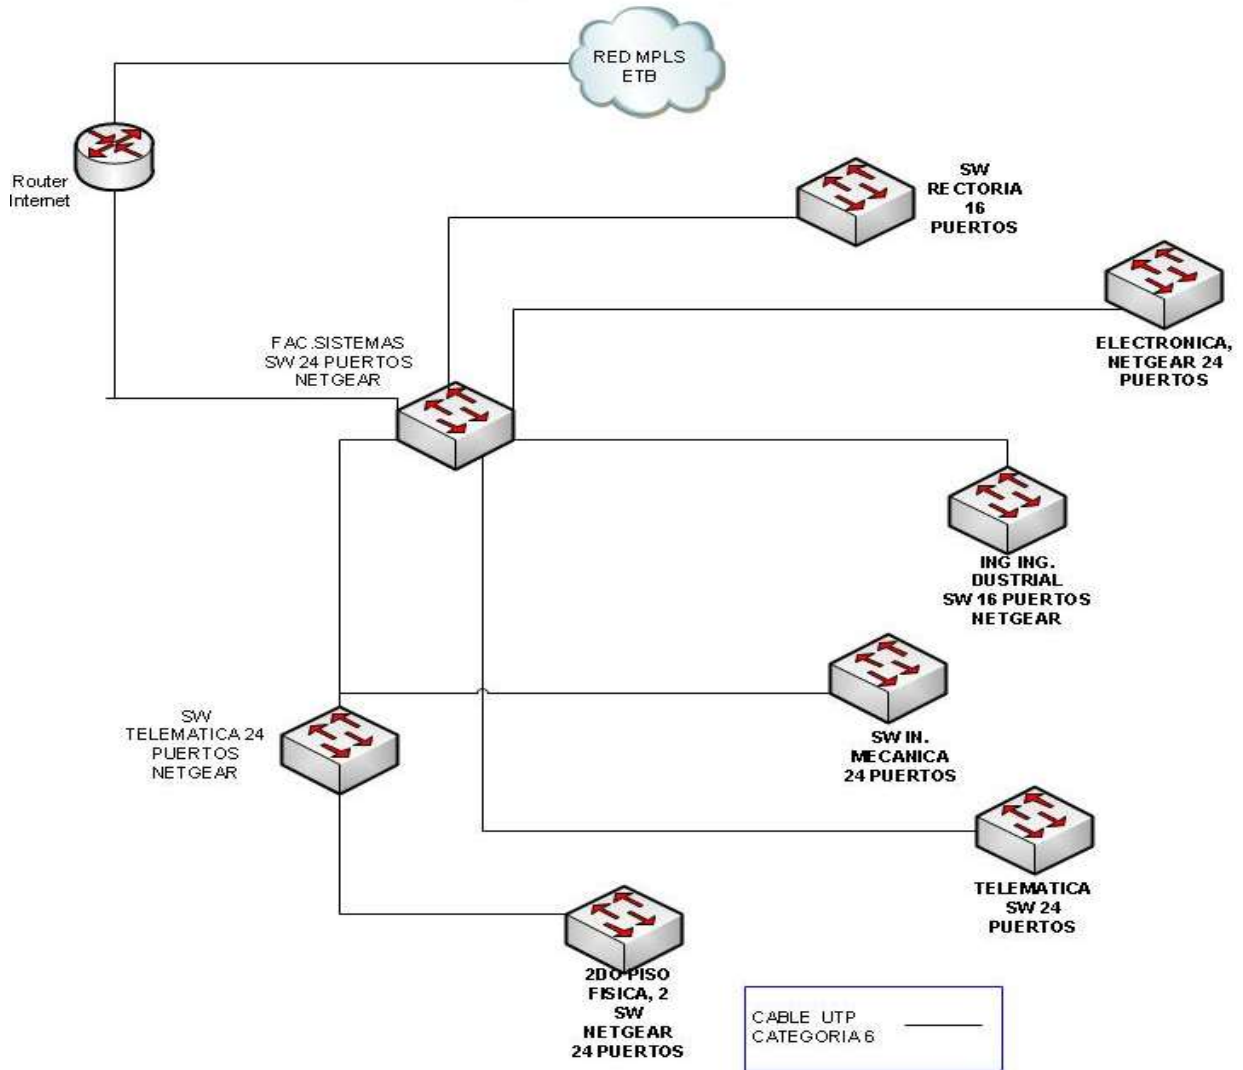 RED MPLS
ETB
Router
Internet
SW
RECTORIA
16
PUERTOS
ELECTRONICA,
NETGEAR 24
PUERTOS
FAC.SISTEMAS
SW 24 PUERTOS
NETGEAR
ING ING.
DUSTRIAL
SW 16 PUERTOS
NETGEAR
SW IN.
MECANICA
24 PUERTOS
SW
TELEMATICA 24
PUERTOS
NETGEAR
TELEMATICA
SW 24
PUERTOS
2DO PISO
FISICA, 2
SW
NETGEAR
24 PUERTOS
CABLE UTP
CATEGORIA 6